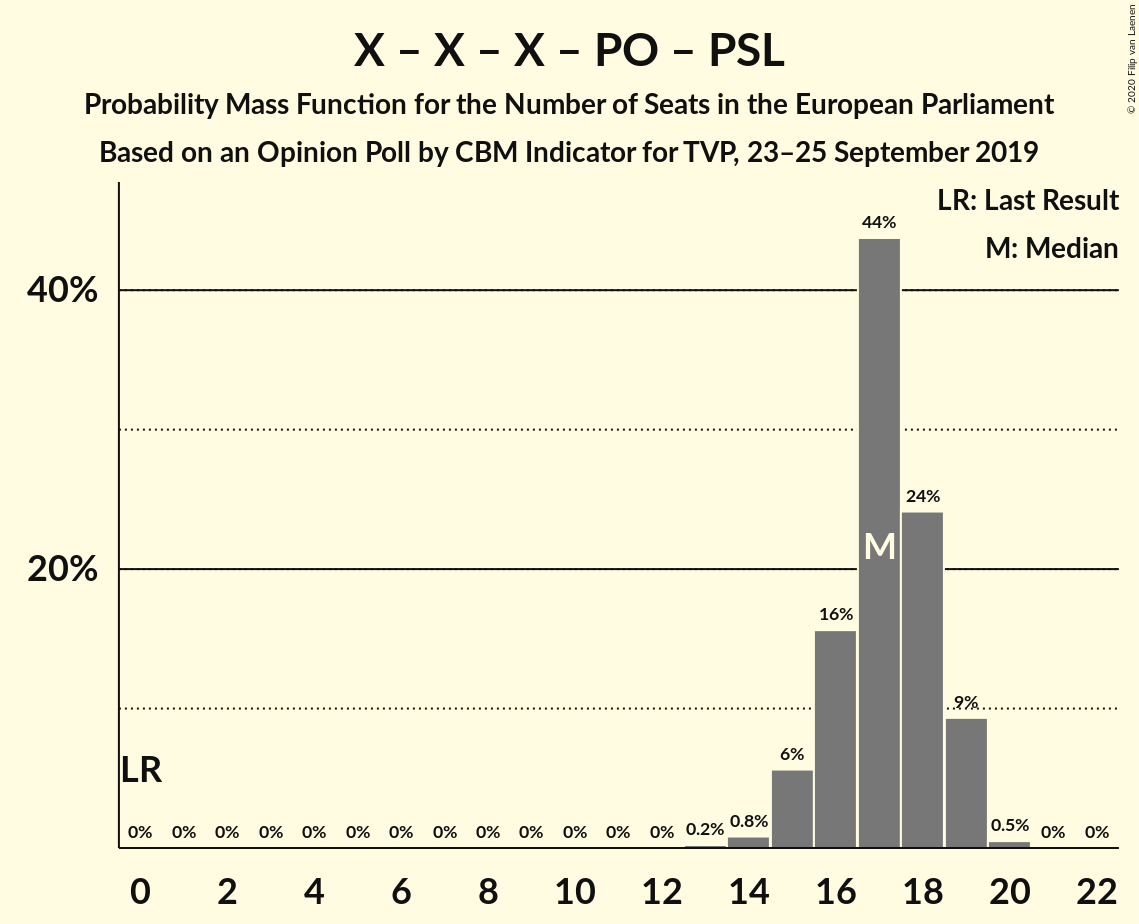 X – X – X – PO – PSL
Probability Mass Function for the Number of Seats in the European Parliament
Based on an Opinion Poll by CBM Indicator for TVP, 23–25 September 2019
© 2020 Filip van Laenen
LR: Last Result
M: Median
44%
40%
24%
M
20%
16%
9%
6%
LR
0% 0% 0% 0% 0% 0% 0% 0% 0% 0% 0% 0% 0% 0.2% 0.8% 0.5% 0% 0%
0 2 4 6 8 10 12 14 16 18 20 22